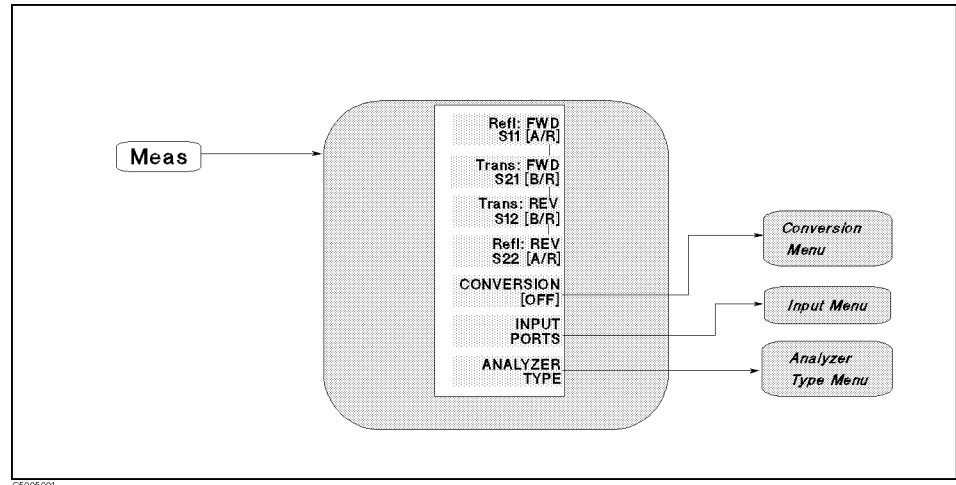 Meas
Refl: FWD
S11 [A/R]
Trans: FWD
S21 [B/R]
Trans: REV
S12 [B/R]
Refl: REV
S22 [A/R]
CONVERSION
[OFF]
INPUT
PORTS
ANALYZER
TYPE
Conversion
Menu
Input Menu
Analyzer
Type Menu